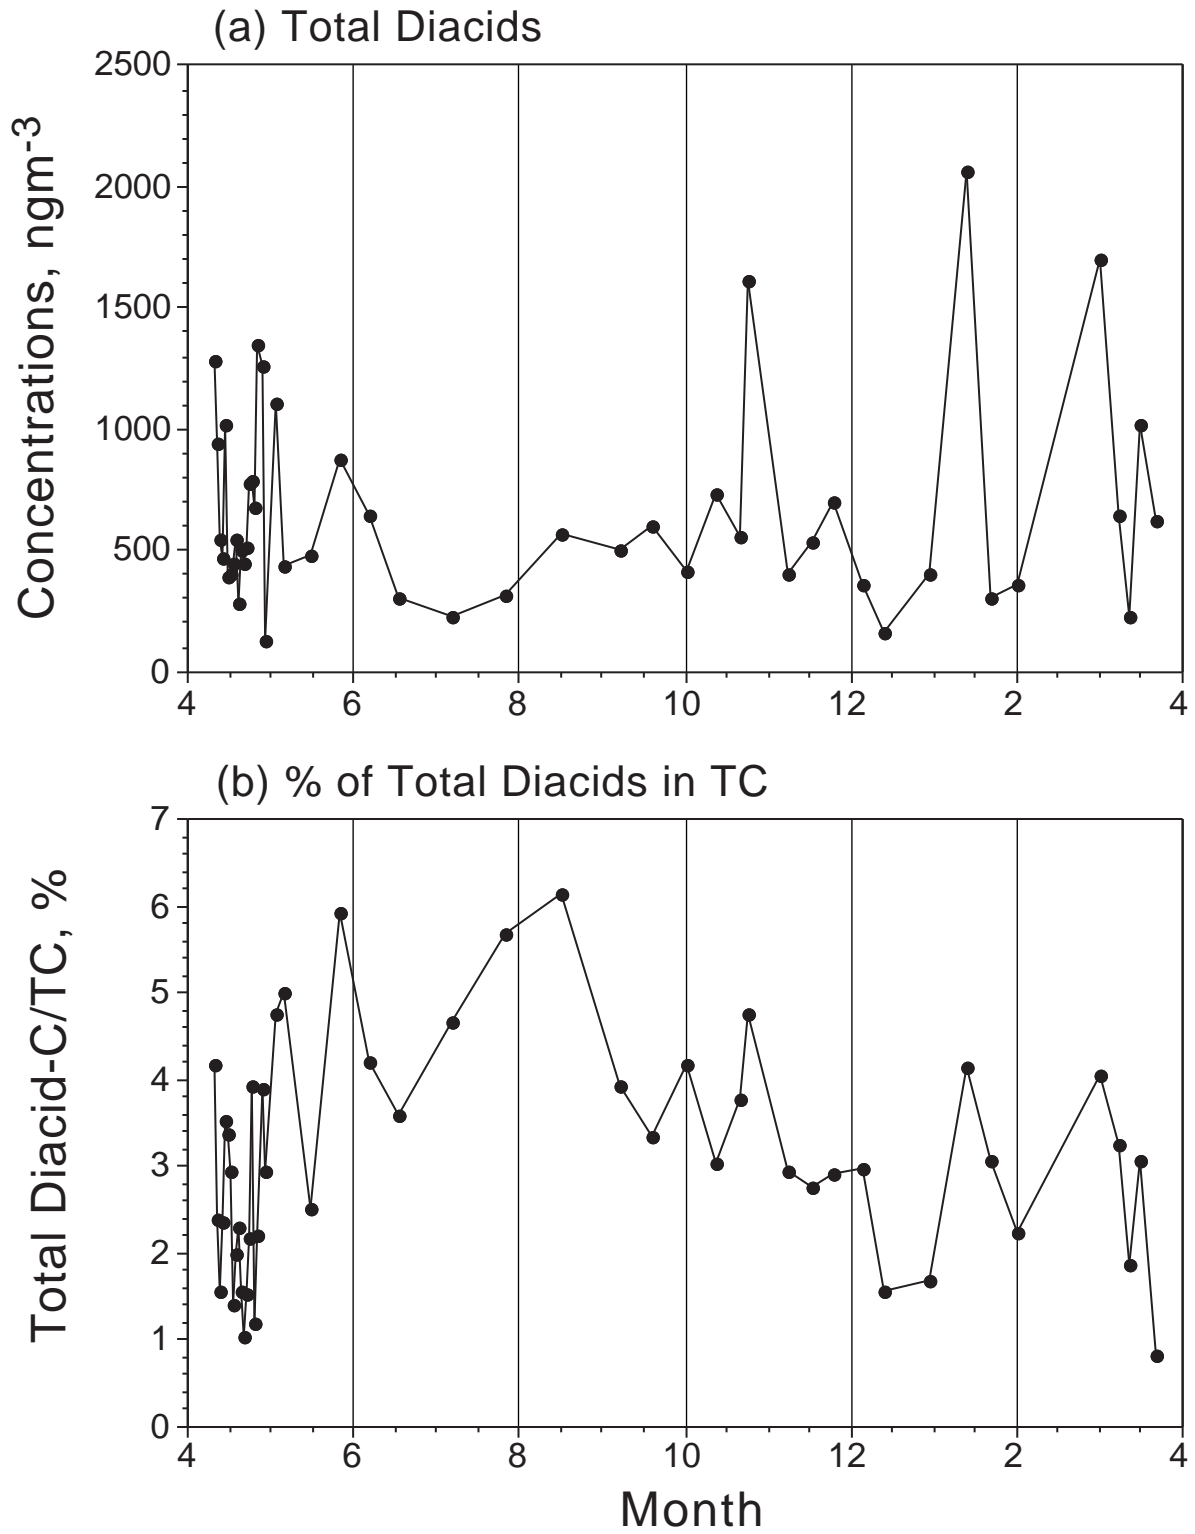 (a) Total Diacids
Concentrations, ngm-3
2500
2000
1500
1000
500
0
4 6 8 10 12 2 4
(b) % of Total Diacids in TC
Total Diacid-C/TC, %
7
6
5
4
3
2
1
0
4 6 8 10 12 2 4
Month